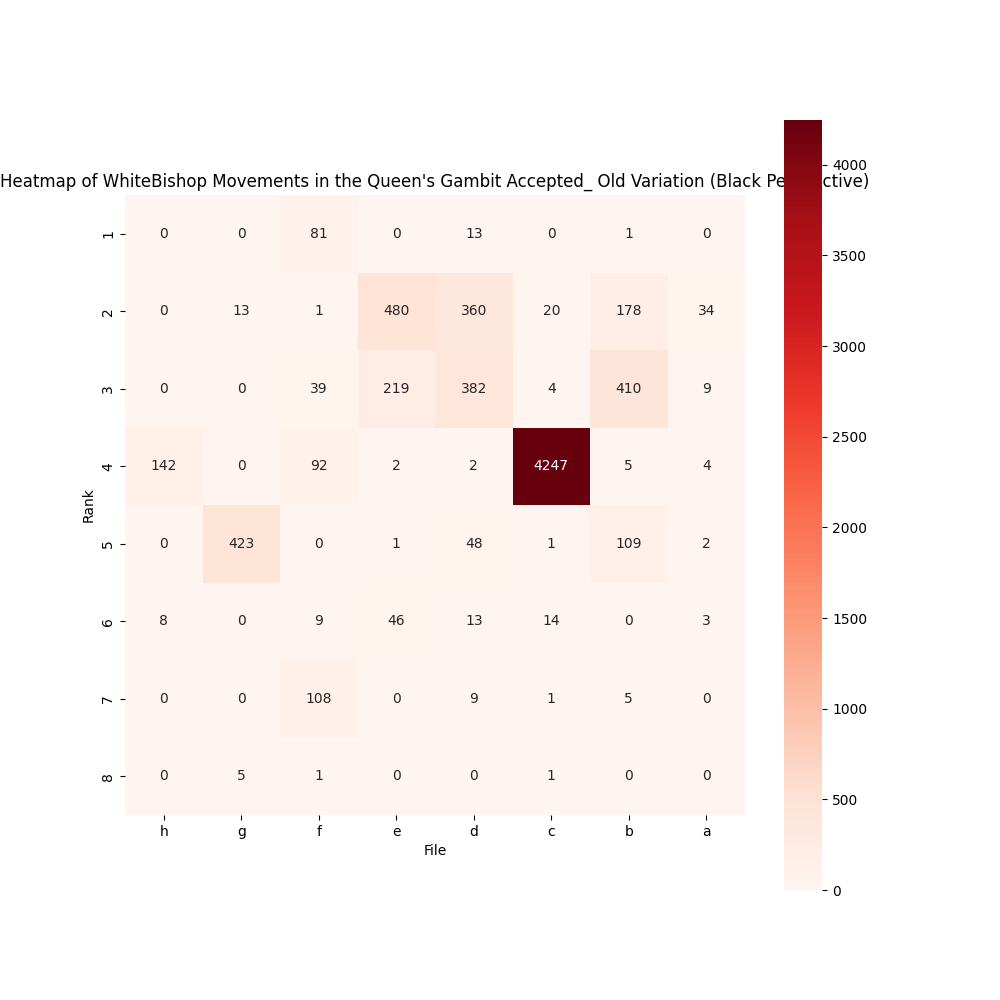 Heatmap of WhiteBishop Movements in the Queen's Gambit Accepted_ Old Variation (Black Pe ctive)
1 0 0 81 0 13 0 1 0
2 0 13 1 480 360 20 178 34
3 0 0 39 219 382 4 410 9
4 142 0 92 2 2 4247 5 4
5 0 423 0 1 48 1 109 2
6 8 0 9 46 13 14 0 3
7 0 0 108 0 9 1 5 0
8 0 5 1 0 0 1 0 0
h g f e d c b a
File
Rank
4000
3500
3000
2500
2000
1500
1000
500
0